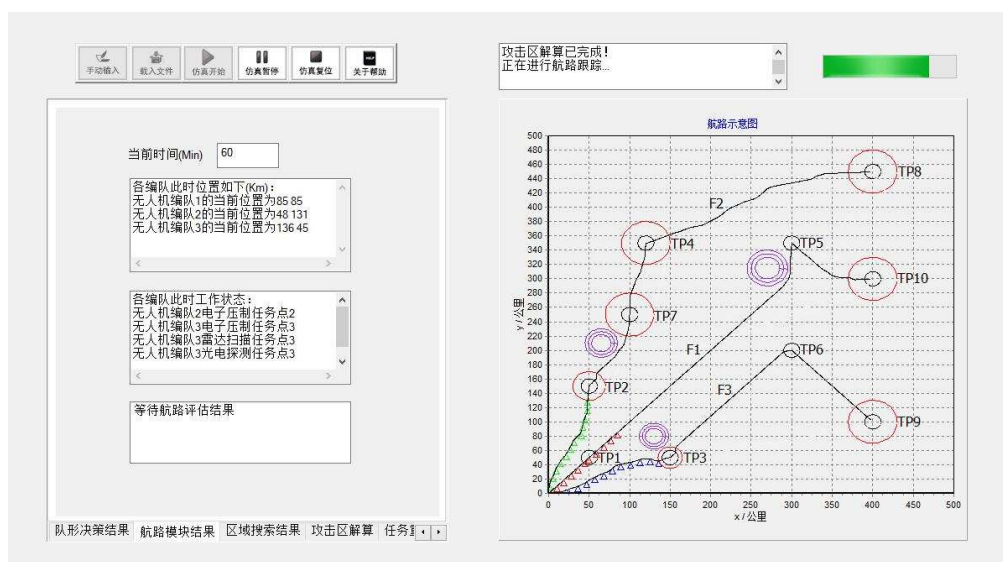 手动输入 载入文件 仿真开始 仿真暂停 仿真复位 关于帮助
攻击区解算已完成!
正在进行航路跟踪...
当前时间(Min) 60
各编队此时位置如下(Km):
无人机编队1的当前位置为85 85
无人机编队2的当前位置为48 131
无人机编队3的当前位置为136 45
各编队此时工作状态:
无人机编队2电子压制任务点2
无人机编队3电子压制任务点3
无人机编队3雷达扫描任务点3
无人机编队3光电探测任务点3
等待航路评估结果
队形决策结果 航路模块结果 区域搜索结果 攻击区解算
航路示意图
500
480
460
440
420
400
380
360
340
320
300
280
260
240
220
200
180
160
140
120
100
80
60
40
20
0
y / 公里
TP8
F2
TP4
TP5
TP10
TP7
F1
TP6
TP2
F3
TP9
TP1
TP3
0 50 100 150 200 250 300 350 400 450 500
x / 公里